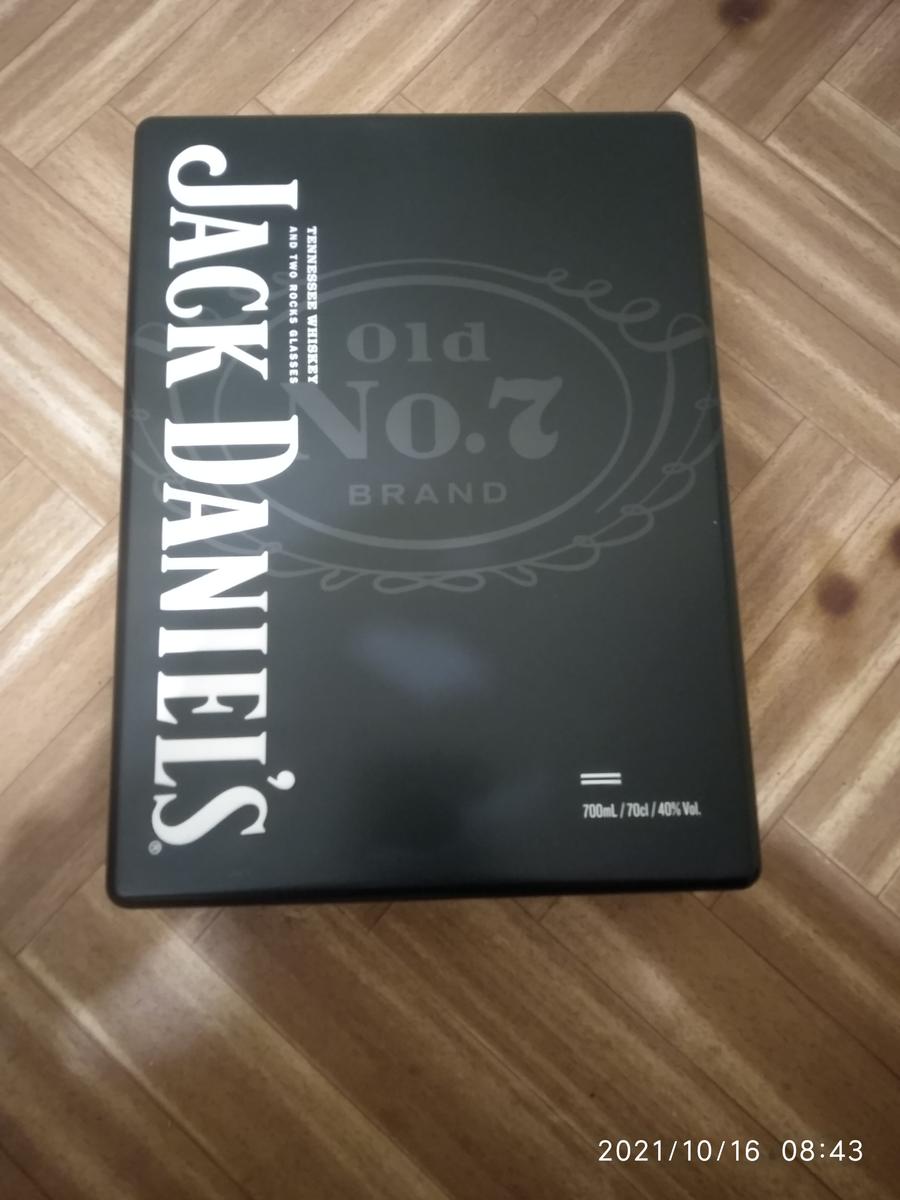 JACK DANIEL'S®
TENNESSEE WHISKEY
AND TWO ROCKS GLASSES
Old
No.7
BRAND
700mL / 70cl / 40% Vol.
2021/10/16 08:43